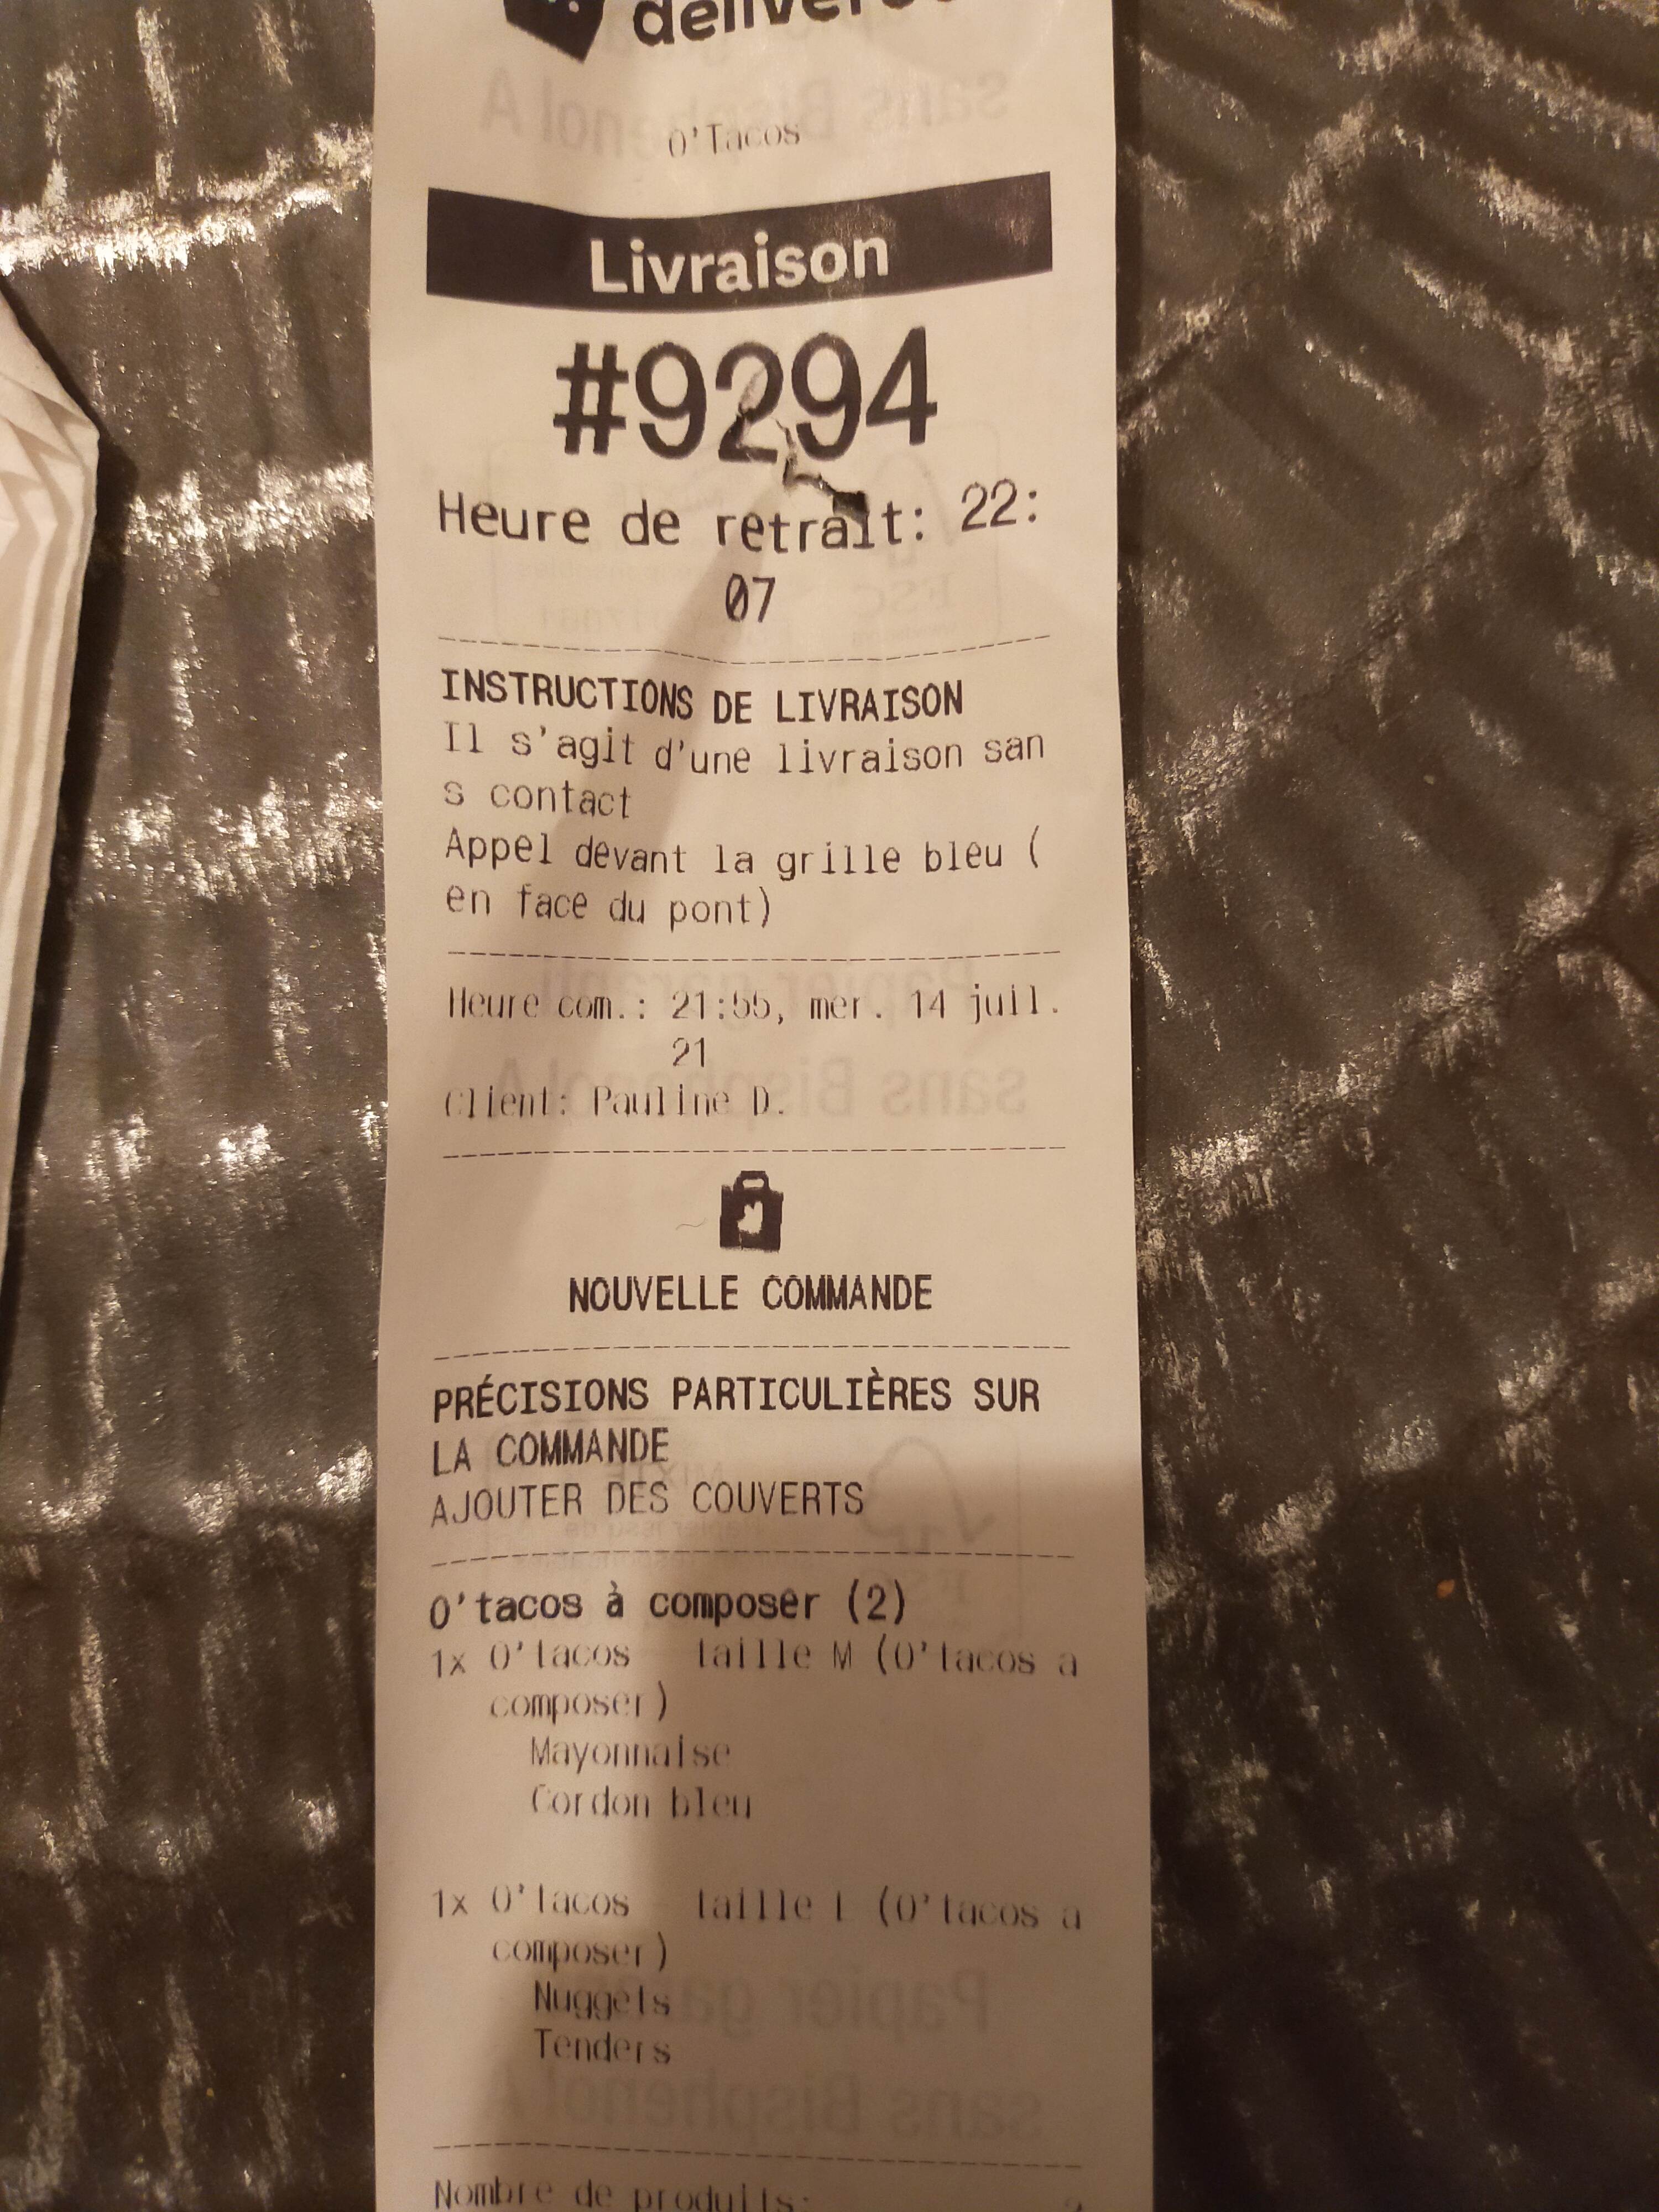 O'Tacos
Livraison
#9294
Heure de retrait: 22:
07
INSTRUCTIONS DE LIVRAISON
Il s'agit d'une livraison san
s contact
Appel devant la grille bleu (
en face du pont)
Heure com.: 21:55, mer. 14 juil.
21
Client: Pauline D.
NOUVELLE COMMANDE
PRÉCISIONS PARTICULIÈRES SUR
LA COMMANDE
AJOUTER DES COUVERTS
O'tacos à composer (2)
1x O'tacos taille M (O'tacos a
composer)
Mayonnaise
Cordon bleu
1x O'tacos taille L (O'tacos a
composer)
Nuggets
Tenders
Nombre de produits: